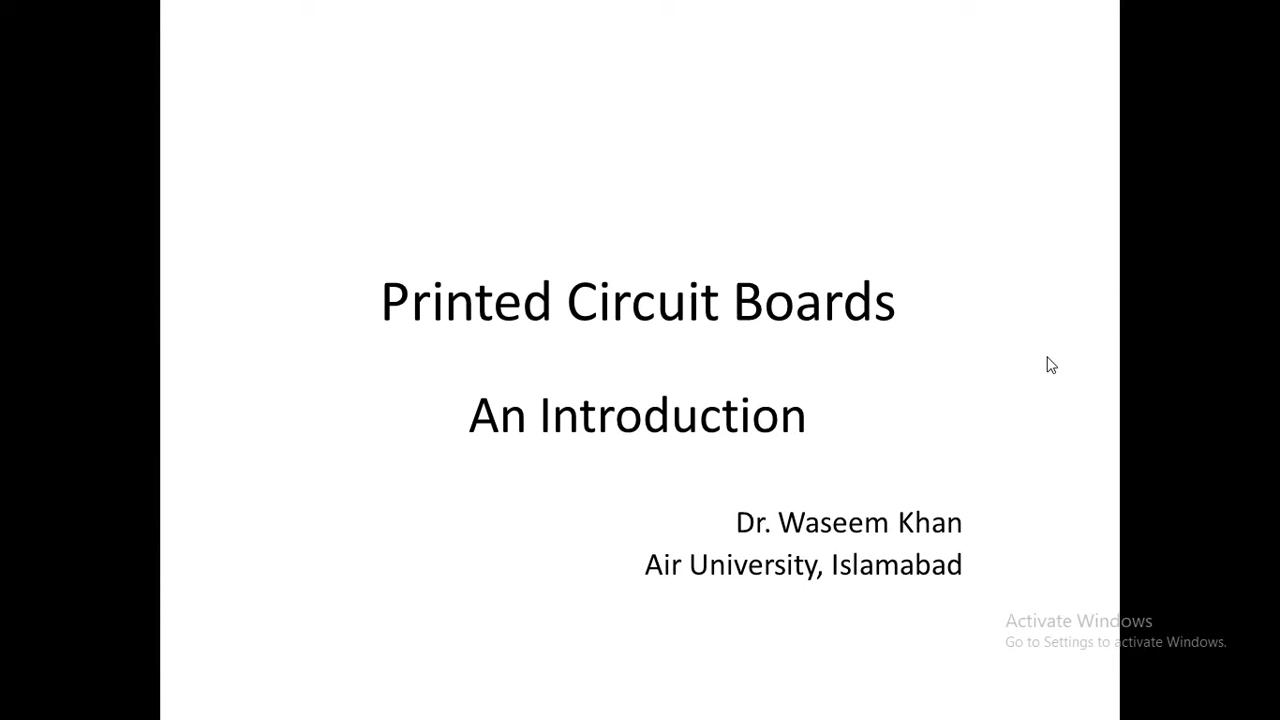 Printed Circuit Boards
An Introduction
Dr. Waseem Khan
Air University, Islamabad
Activate Windows
Go to Settings to activate Windows.